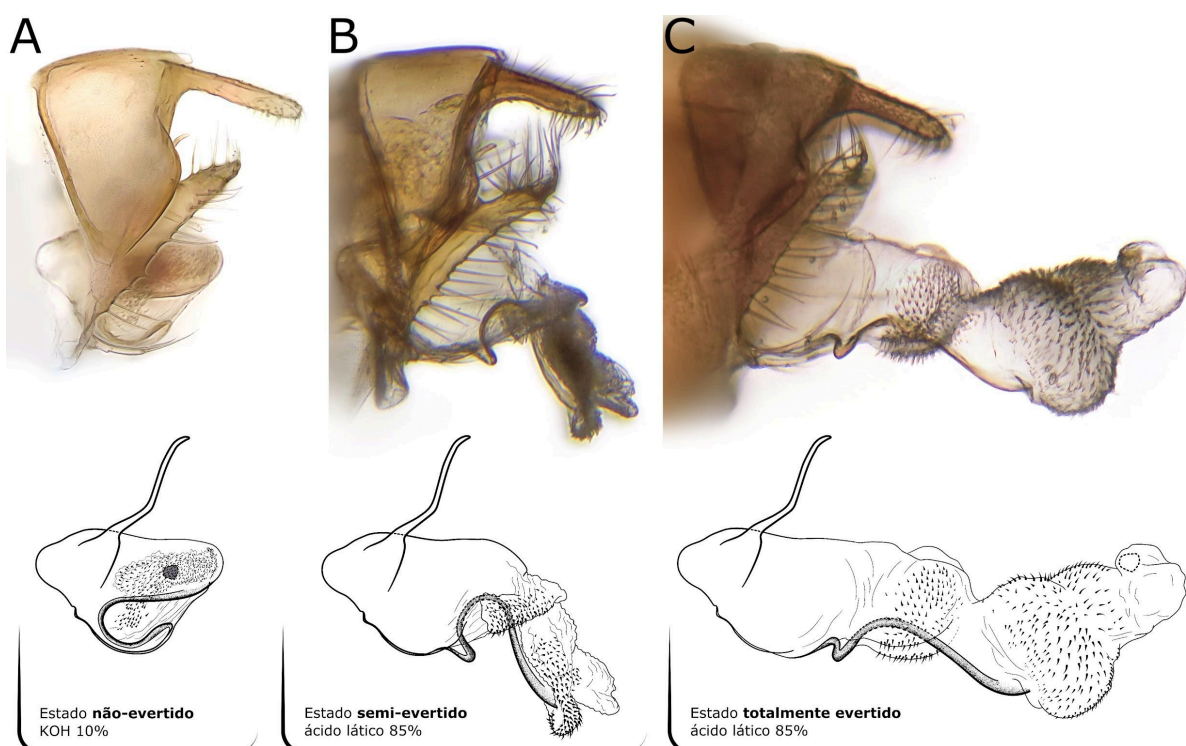 A
B
C
Estado não-evertido
KOH 10%
Estado semi-evertido
ácido lático 85%
Estado totalmente evertido
ácido lático 85%